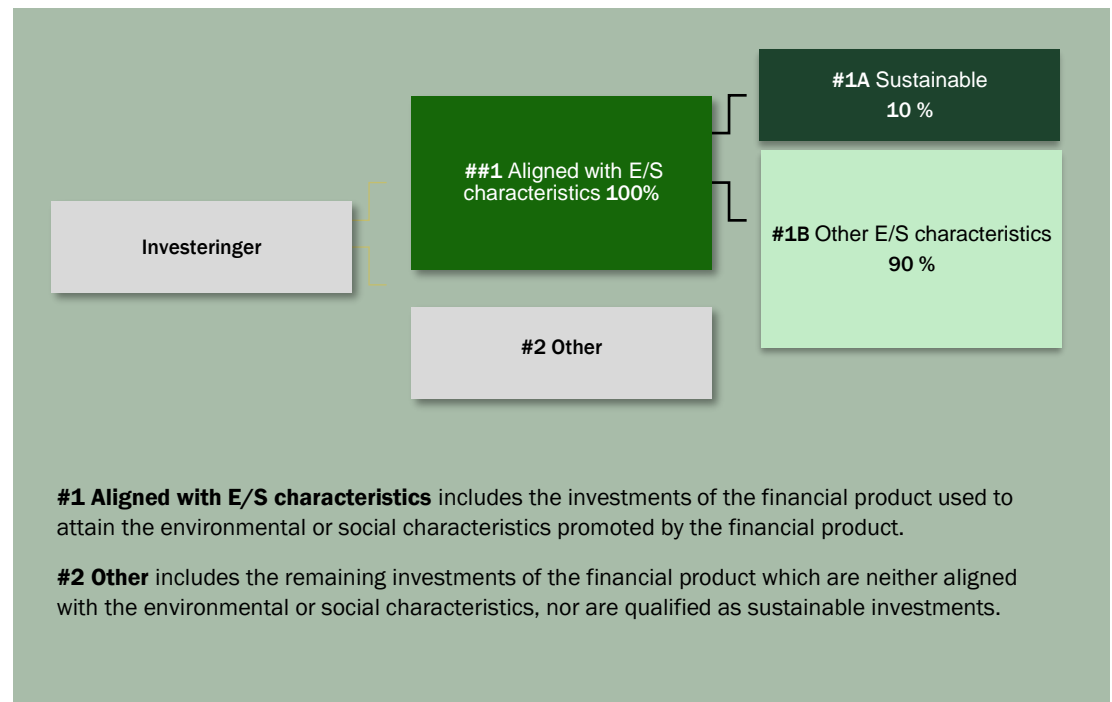 #1A Sustainable
10 %
##1 Aligned with E/S
characteristics 100%
#1B Other E/S characteristics
90 %
Investeringer
#2 Other
#1 Aligned with E/S characteristics includes the investments of the financial product used to
attain the environmental or social characteristics promoted by the financial product.
#2 Other includes the remaining investments of the financial product which are neither aligned
with the environmental or social characteristics, nor are qualified as sustainable investments.